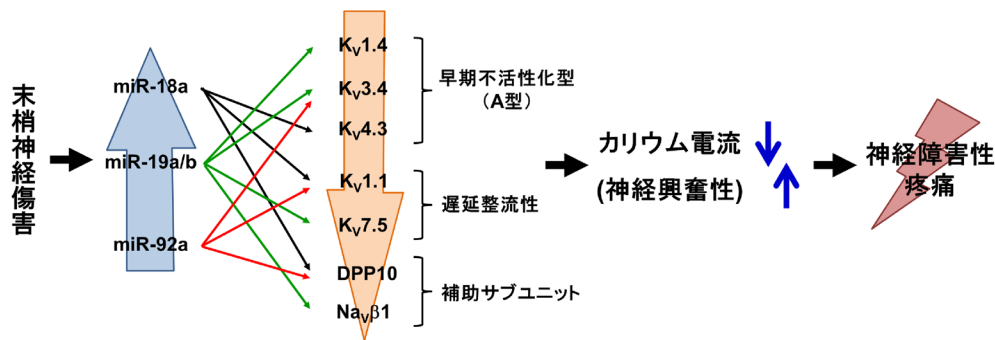 末梢神経傷害
miR-18a
miR-19a/b
miR-92a
KV1.4
KV3.4
KV4.3
KV1.1
KV7.5
DPP10
NaVβ1
早期不活性化型
（A型）
遅延整流性
補助サブユニット
カリウム電流
(神経興奮性)
神経障害性
疼痛